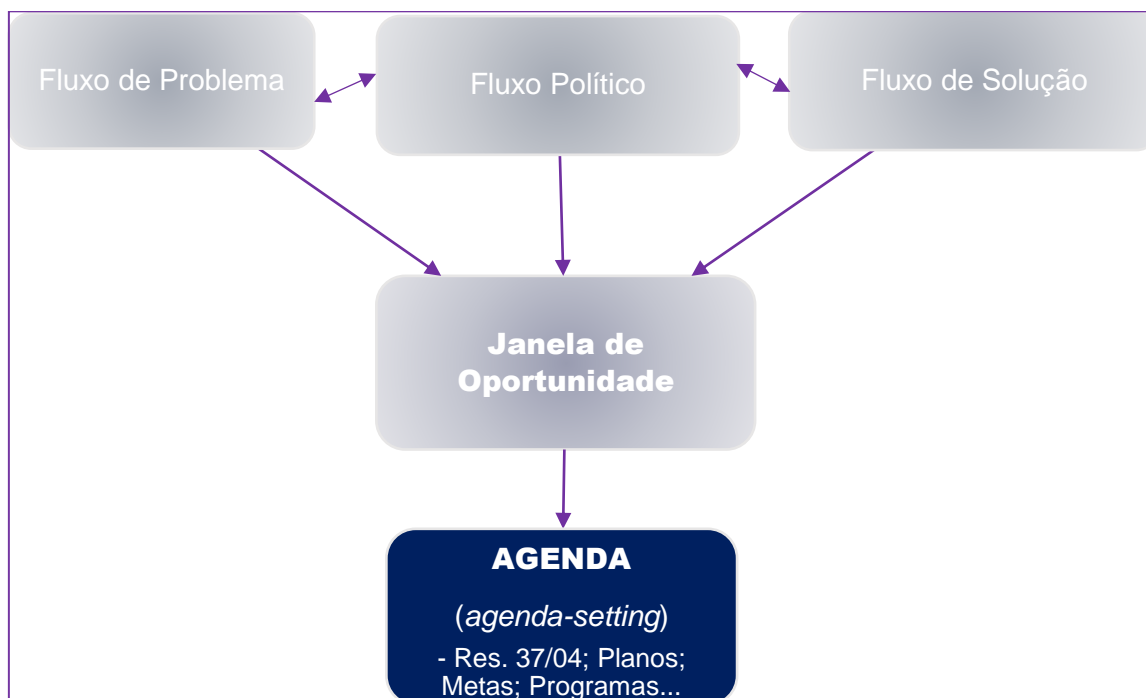 Fluxo de Problema
Fluxo Político
Fluxo de Solução
Janela de
Oportunidade
AGENDA
(agenda-setting)
- Res. 37/04; Planos;
Metas; Programas...